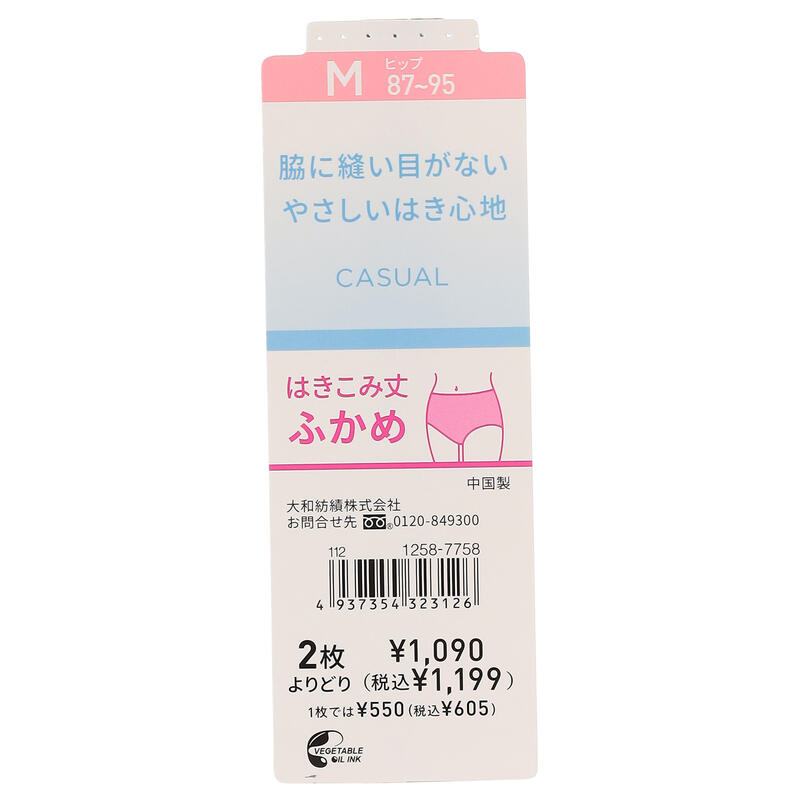 M ヒップ 87~95
脇に縫い目がない
やさしいはき心地
CASUAL
はきこみ丈
ふかめ
中国製
大和紡績株式会社
お問合せ先 ®0120-849300
112 1258-7758
4 937354 323126
2枚 ¥1,090
よりどり (税込¥1,199)
1枚では¥550(税込¥605)
VEGETABLE
OIL INK